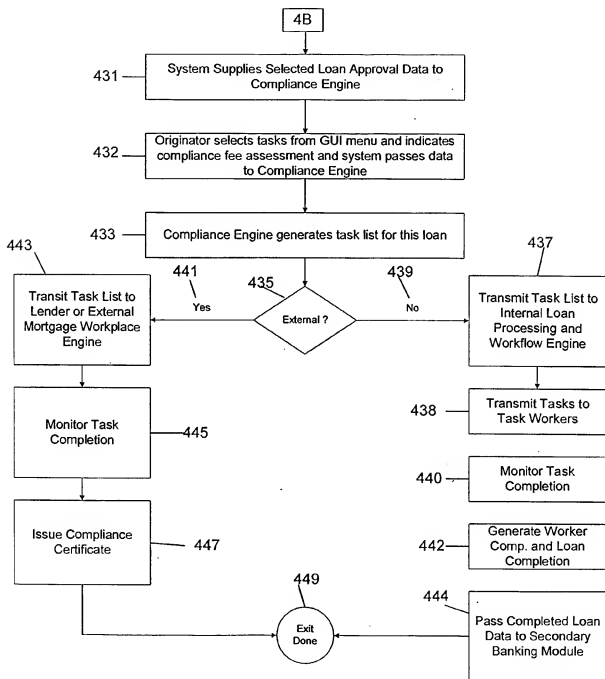 4B
431
System Supplies Selected Loan Approval Data to
Compliance Engine
432
Originator selects tasks from GUI menu and indicates
compliance fee assessment and system passes data
to Compliance Engine
433
Compliance Engine generates task list for this loan
443
441
435
439
437
Transit Task List to
Lender or External
Mortgage Workplace
Engine
Yes
External ?
No
Transmit Task List to
Internal Loan
Processing and
Workflow Engine
438
Transmit Tasks to
Task Workers
Monitor Task
Completion
445
440
Monitor Task
Completion
Issue Compliance
Certificate
447
442
Generate Worker
Comp. and Loan
Completion
449
Exit
Done
444
Pass Completed Loan
Data to Secondary
Banking Module